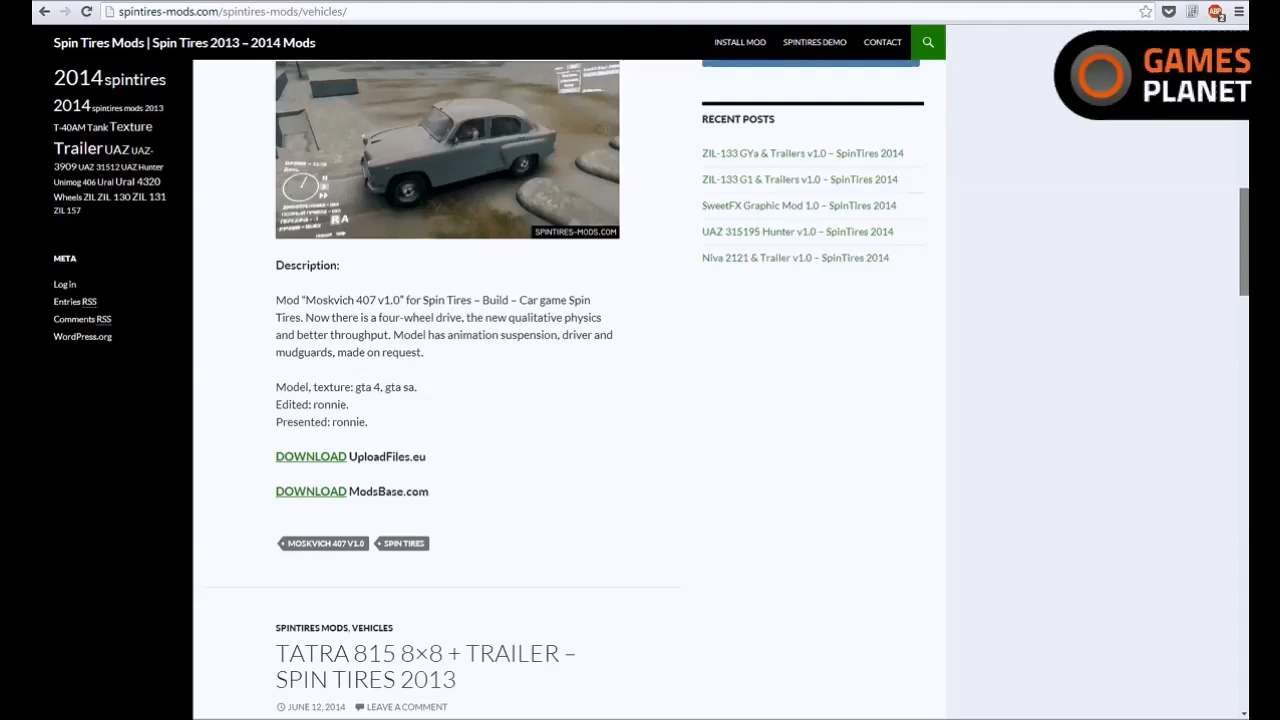 spintires-mods.com/spintires-mods/vehicles/
ABP
2
Spin Tires Mods | Spin Tires 2013 – 2014 Mods
INSTALL MOD
SPINTIRES DEMO
CONTACT
GAMES
PLANET
2014 spintires
2014 spintires mods 2013
T-40AM Tank Texture
Trailer UAZ UAZ-
3909 UAZ 31512 UAZ Hunter
Unimog 406 Ural Ural 4320
Wheels ZIL ZIL 130 ZIL 131
ZIL 157
META
Log in
Entries RSS
Comments RSS
WordPress.org
R A
SPINTIRES-MODS.COM
Description:
Mod “Moskvich 407 v1.0” for Spin Tires – Build – Car game Spin
Tires. Now there is a four-wheel drive, the new qualitative physics
and better throughput. Model has animation suspension, driver and
mudguards, made on request.
Model, texture: gta 4, gta sa.
Edited: ronnie.
Presented: ronnie.
DOWNLOAD UploadFiles.eu
DOWNLOAD ModsBase.com
MOSKVICH 407 V1.0
SPIN TIRES
SPINTIRES MODS, VEHICLES
TATRA 815 8×8 + TRAILER –
SPIN TIRES 2013
JUNE 12, 2014
LEAVE A COMMENT
RECENT POSTS
ZIL-133 GYa & Trailers v1.0 – SpinTires 2014
ZIL-133 G1 & Trailers v1.0 – SpinTires 2014
SweetFX Graphic Mod 1.0 – SpinTires 2014
UAZ 315195 Hunter v1.0 – SpinTires 2014
Niva 2121 & Trailer v1.0 – SpinTires 2014